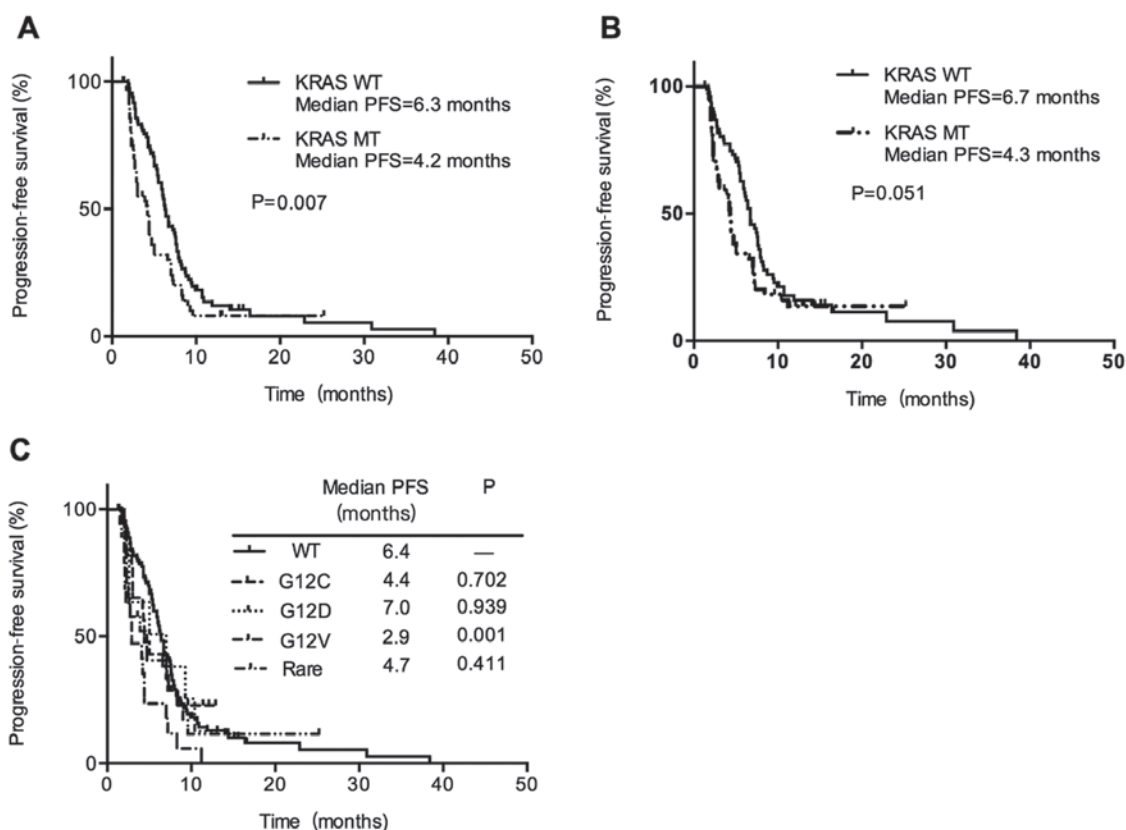 A
Progression-free survival (%)
100
50
0
KRAS WT
Median PFS=6.3 months
KRAS MT
Median PFS=4.2 months
P=0.007
0 10 20 30 40 50
Time (months)
B
Progression-free survival (%)
100
50
0
KRAS WT
Median PFS=6.7 months
KRAS MT
Median PFS=4.3 months
P=0.051
0 10 20 30 40 50
Time (months)
C
Progression-free survival (%)
100
50
0
Median PFS P
(months)
WT 6.4 —
G12C 4.4 0.702
G12D 7.0 0.939
G12V 2.9 0.001
Rare 4.7 0.411
0 10 20 30 40 50
Time (months)